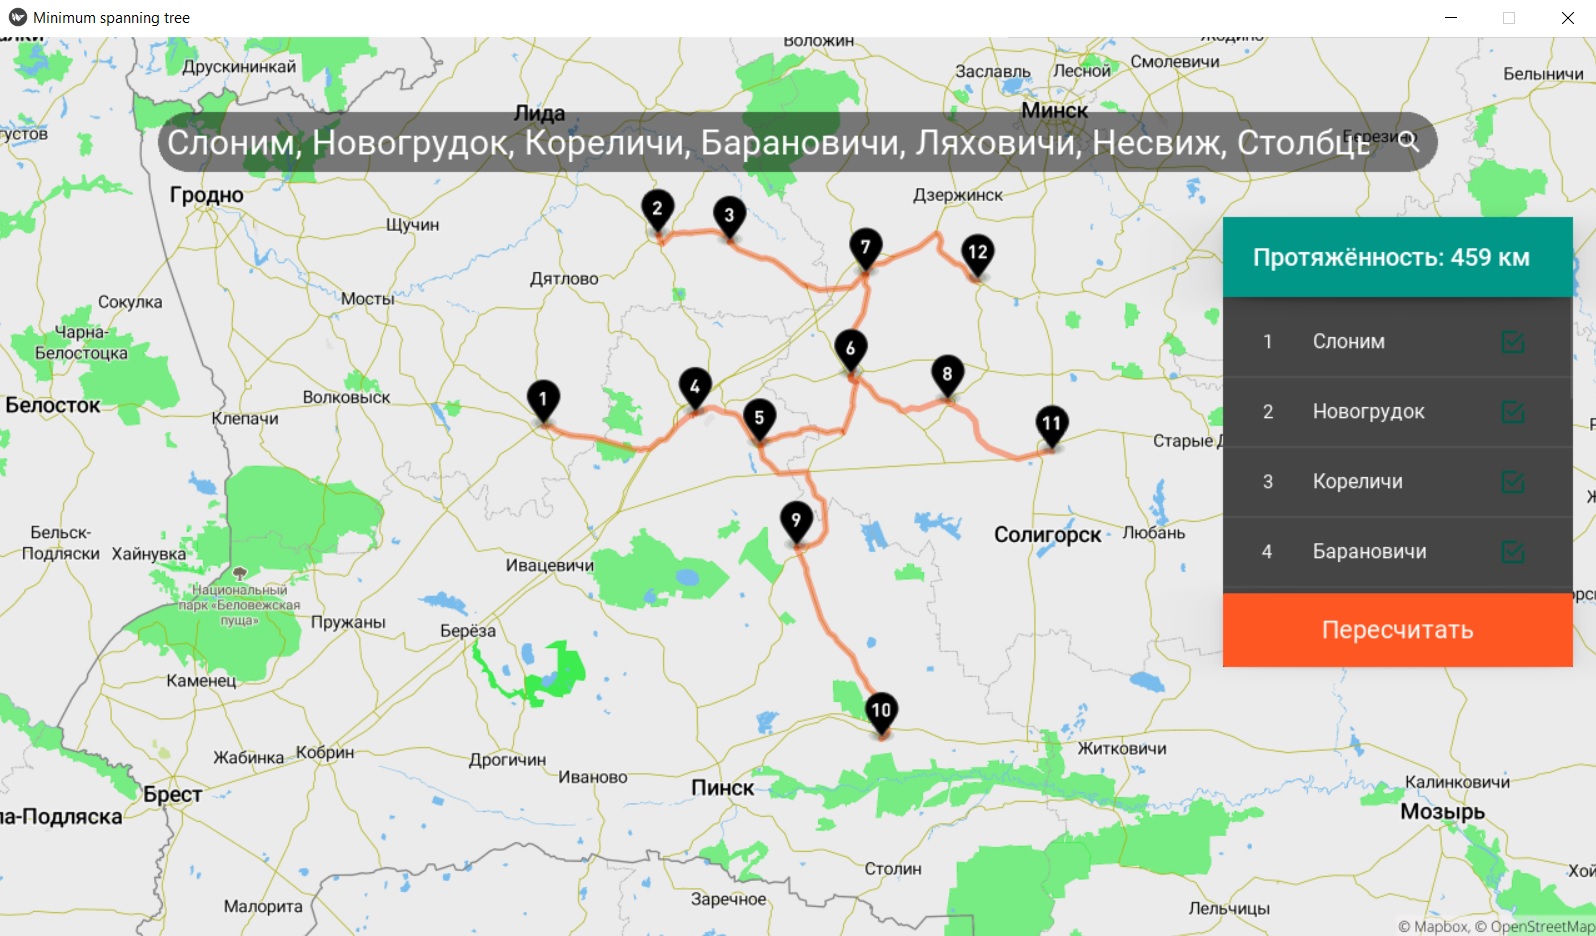 Minimum spanning tree
Воложин
Друскининкай
Заславль
Лесной
Смолевичи
Белыничи
Лида
Минск
Березино
Слоним, Новогрудок, Кореличи, Барановичи, Ляховичи, Несвиж, Столбце
Гродно
Дзержинск
Щучин
2
3
7
12
Протяжённость: 459 км
Дятлово
Мосты
Сокулка
Чарна-
Белостоцка
1 Слоним
6
8
4
1
5
11
Волковыск
Белосток
Клепачи
2 Новогрудок
Старые Д
3 Кореличи
9
Солигорск
Любань
Бельск-
Подляски
Хайнувка
Ивацевичи
4 Барановичи
Национальный
парк «Беловежская
пуща»
Пружаны
Берёза
Пересчитать
Каменец
10
Житковичи
Жабинка
Кобрин
Дрогичин
Иваново
Пинск
Калинковичи
Брест
Мозырь
ла-Подляска
Столин
Заречное
Малорита
Лельчицы
Хой
© Mapbox, © OpenStreetMap